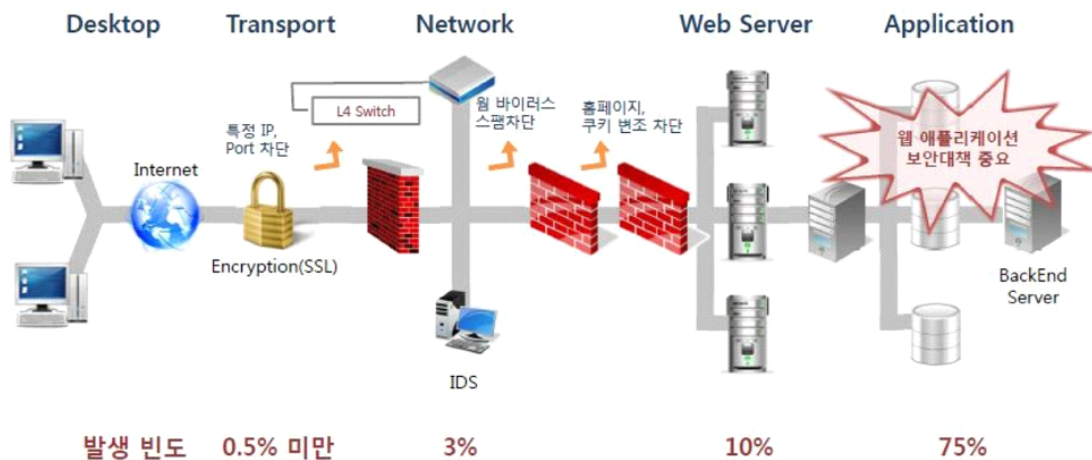 Desktop
Transport
Network
Web Server
Application
L4 Switch
웜 바이러스
스팸차단
홈페이지,
쿠키 변조 차단
특정 IP,
Port 차단
웹 애플리케이션
보안대책 중요
Internet
Encryption(SSL)
BackEnd
Server
IDS
발생 빈도
0.5% 미만
3%
10%
75%